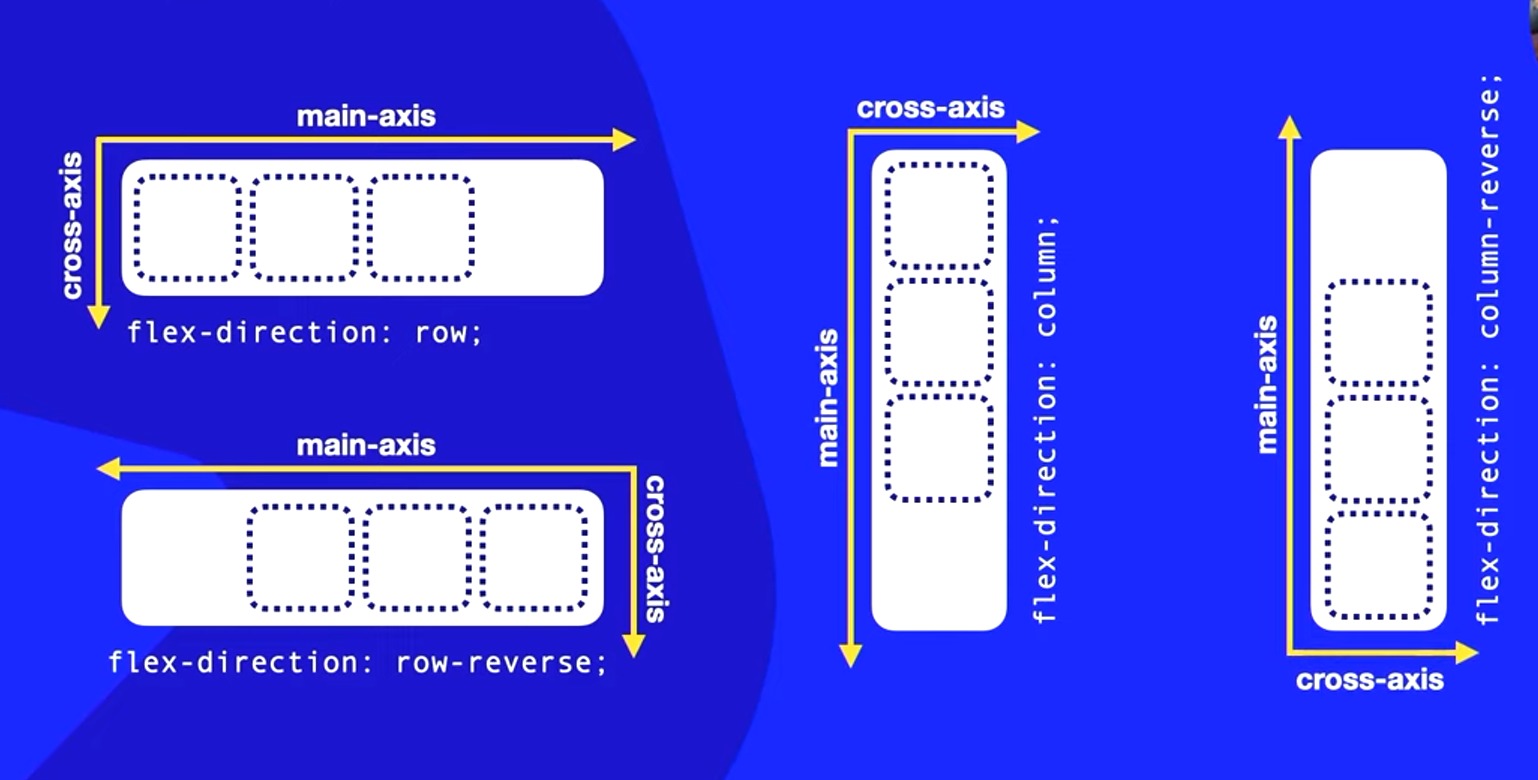 main-axis
cross-axis
flex-direction: row;
main-axis
cross-axis
flex-direction: row-reverse;
cross-axis
main-axis
flex-direction: column;
main-axis
flex-direction: column-reverse;
cross-axis